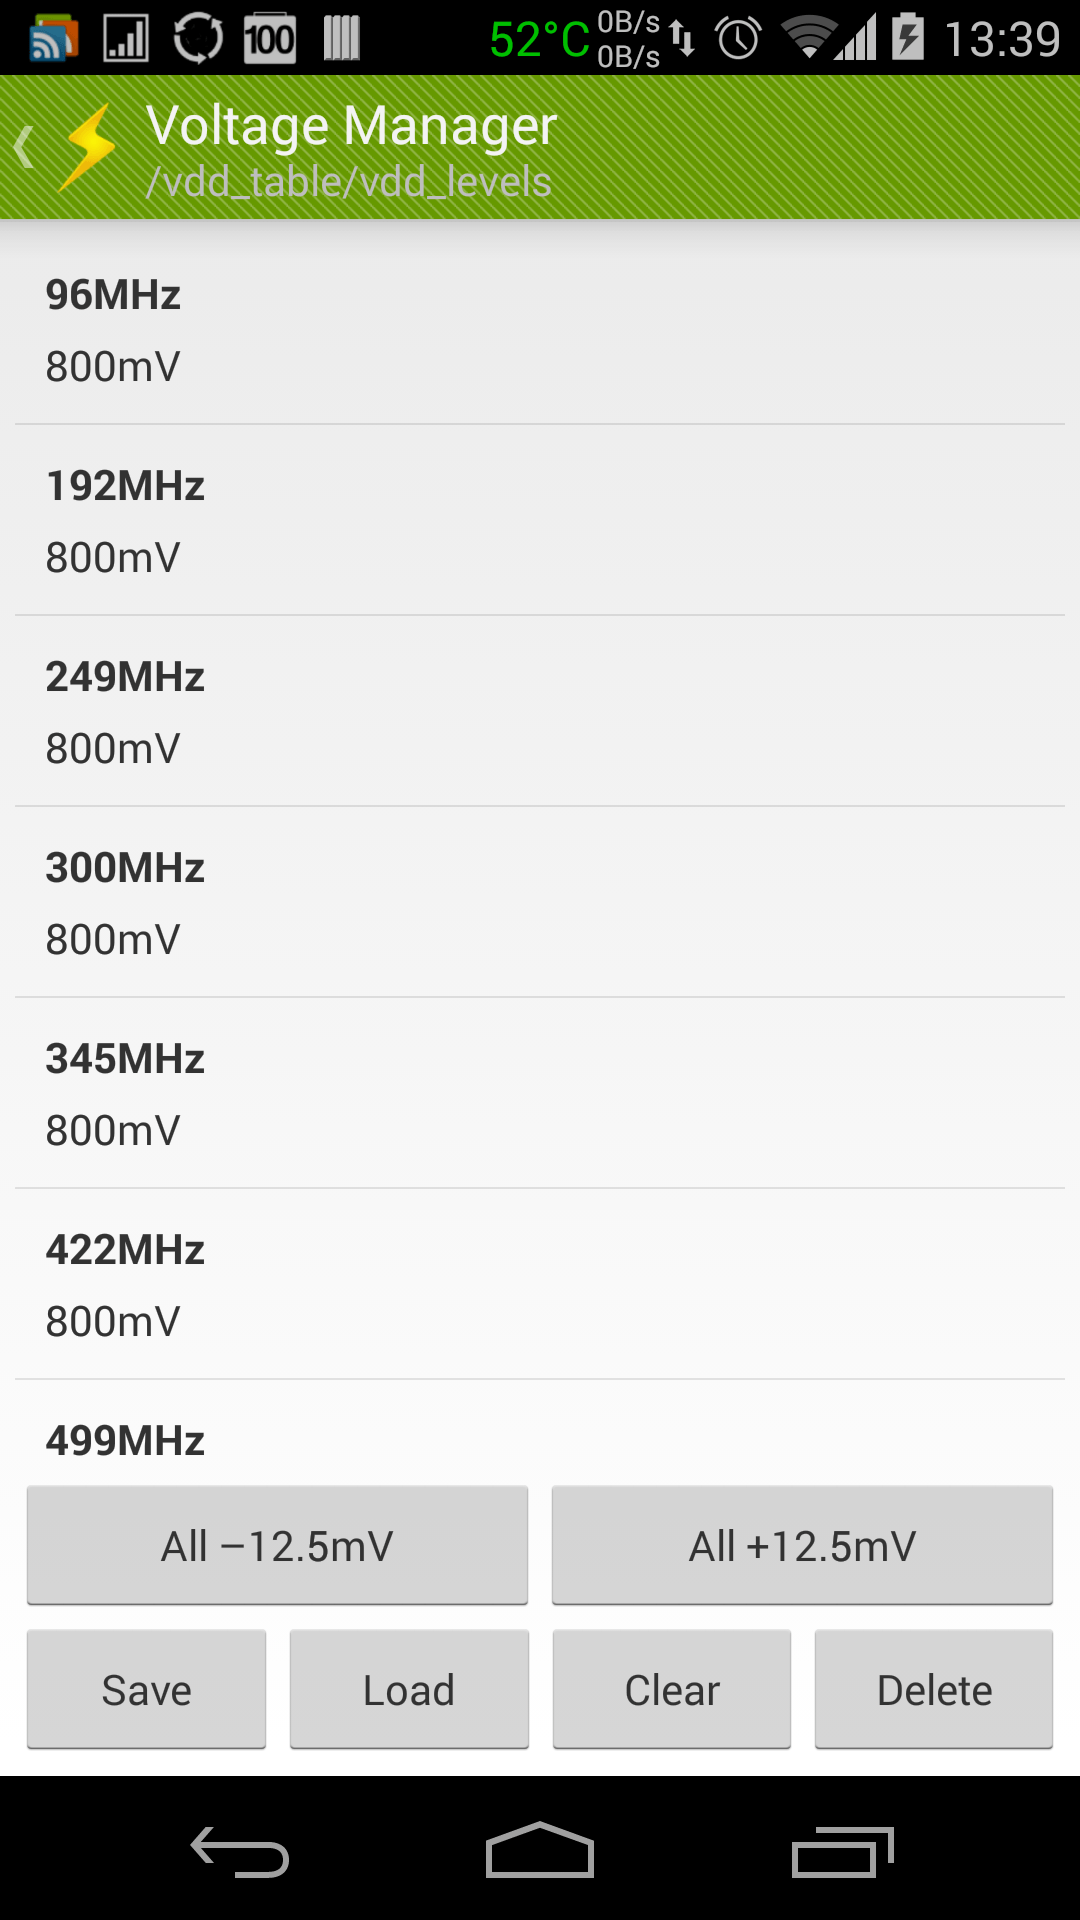 100 52°C 0B/s 13:39
0B/s
Voltage Manager
/vdd_table/vdd_levels
96MHz
800mV
192MHz
800mV
249MHz
800mV
300MHz
800mV
345MHz
800mV
422MHz
800mV
499MHz
All –12.5mV All +12.5mV
Save Load Clear Delete